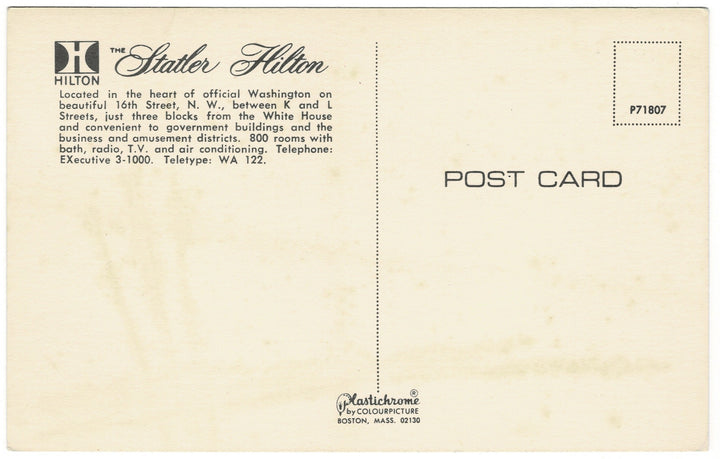 HILTON
THE Statler Hilton
Located in the heart of official Washington on
beautiful 16th Street, N. W., between K and L
Streets, just three blocks from the White House
and convenient to government buildings and the
business and amusement districts. 800 rooms with
bath, radio, T.V. and air conditioning. Telephone:
EXecutive 3-1000. Teletype: WA 122.
P71807
POST CARD
Plastichrome®
by COLOURPICTURE
BOSTON, MASS. 02130